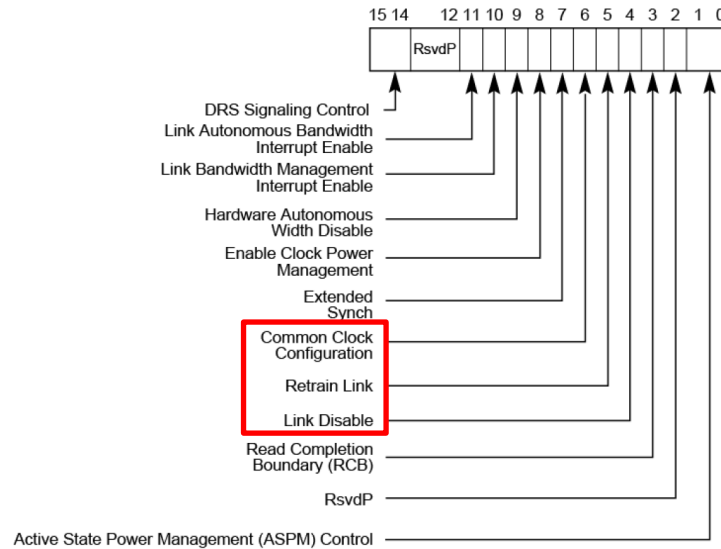 15 14 12 11 10 9 8 7 6 5 4 3 2 1 0
RsvdP
DRS Signaling Control
Link Autonomous Bandwidth
Interrupt Enable
Link Bandwidth Management
Interrupt Enable
Hardware Autonomous
Width Disable
Enable Clock Power
Management
Extended
Synch
Common Clock
Configuration
Retrain Link
Link Disable
Read Completion
Boundary (RCB)
RsvdP
Active State Power Management (ASPM) Control